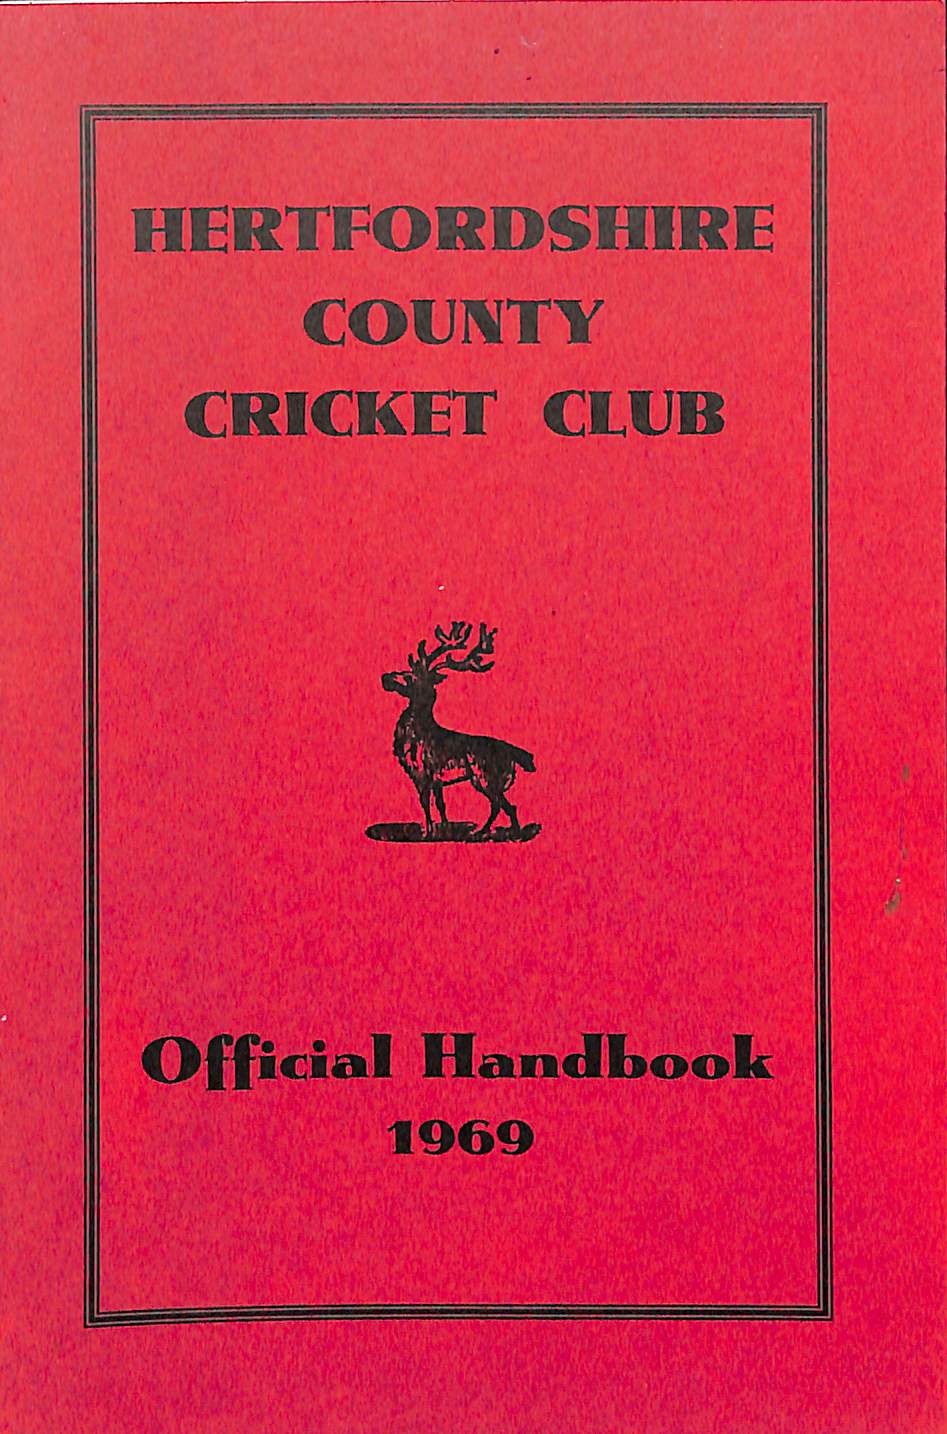 HERTFORDSHIRE
COUNTY
CRICKET CLUB
Official Handbook
1969